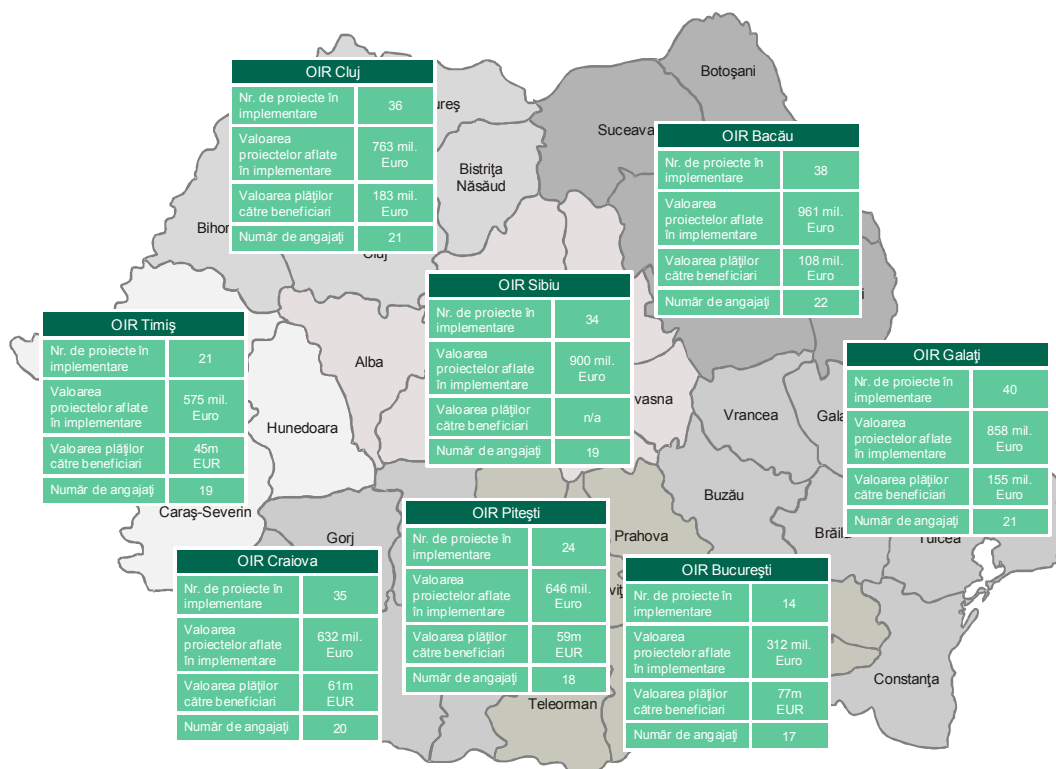 Botoşani
Suceava
ureş
Bistriţa
Năsăud
Bihor
Cluj
Alba
Hunedoara
Caraş-Severin
Gorj
vasna
Vrancea
Gala
Buzău
Brăila
Tulcea
Prahova
viţ
Teleorman
Constanţa
i
OIR Cluj
Nr. de proiecte în
implementare
36
Valoarea
proiectelor aflate
în implementare
763 mil.
Euro
Valoarea plăţilor
către beneficiari
183 mil.
Euro
Număr de angajaţi
21
OIR Bacău
Nr. de proiecte în
implementare
38
Valoarea
proiectelor aflate
în implementare
961 mil.
Euro
Valoarea plăţilor
către beneficiari
108 mil.
Euro
Număr de angajaţi
22
OIR Sibiu
Nr. de proiecte în
implementare
34
Valoarea
proiectelor aflate
în implementare
900 mil.
Euro
Valoarea plăţilor
către beneficiari
n/a
Număr de angajaţi
19
OIR Timiş
Nr. de proiecte în
implementare
21
Valoarea
proiectelor aflate
în implementare
575 mil.
Euro
Valoarea plăţilor
către beneficiari
45m
EUR
Număr de angajaţi
19
OIR Galaţi
Nr. de proiecte în
implementare
40
Valoarea
proiectelor aflate
în implementare
858 mil.
Euro
Valoarea plăţilor
către beneficiari
155 mil.
Euro
Număr de angajaţi
21
OIR Piteşti
Nr. de proiecte în
implementare
24
Valoarea
proiectelor aflate
în implementare
646 mil.
Euro
Valoarea plăţilor
către beneficiari
59m
EUR
Număr de angajaţi
18
OIR Craiova
Nr. de proiecte în
implementare
35
Valoarea
proiectelor aflate
în implementare
632 mil.
Euro
Valoarea plăţilor
către beneficiari
61m
EUR
Număr de angajaţi
20
OIR Bucureşti
Nr. de proiecte în
implementare
14
Valoarea
proiectelor aflate
în implementare
312 mil.
Euro
Valoarea plăţilor
către beneficiari
77m
EUR
Număr de angajaţi
17